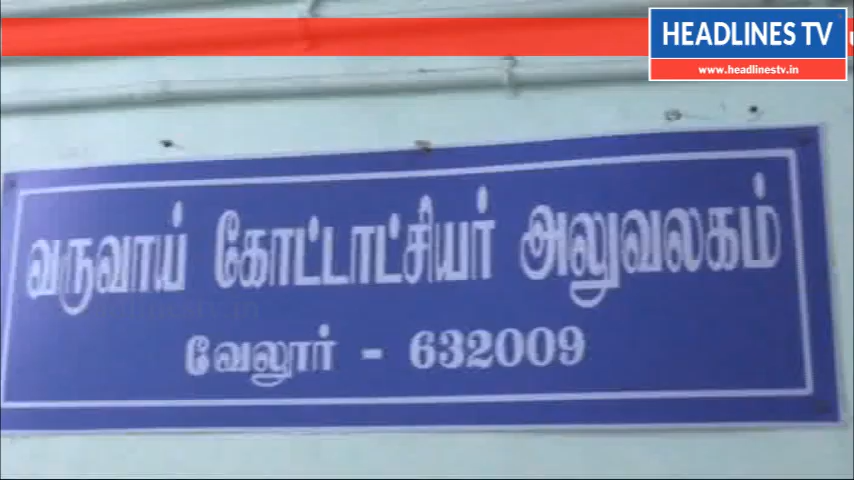 HEADLINES TV
www.headlinestv.in
வருவாய் கோட்டாட்சியர் அலுவலகம்
வேலூர் - 632009